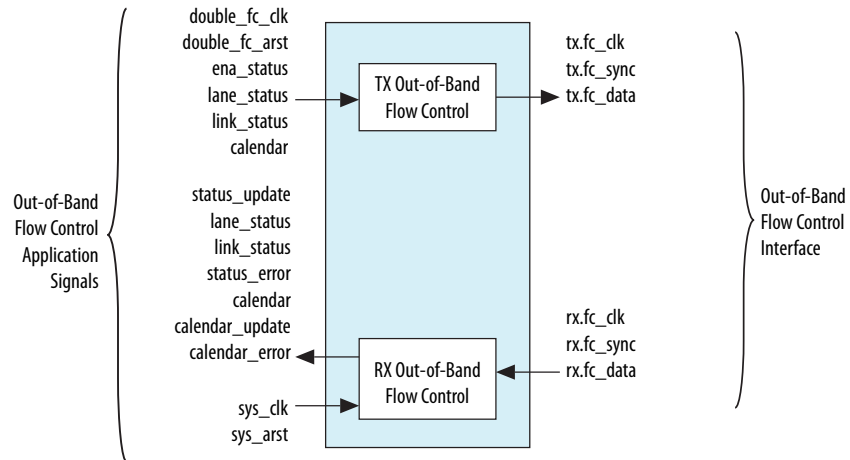 double_fc_clk
double_fc_arst
ena_status
lane_status
link_status
calendar
TX Out-of-Band
Flow Control
tx.fc_clk
tx.fc_sync
tx.fc_data
Out-of-Band
Flow Control
Application
Signals
status_update
lane_status
link_status
status_error
calendar
calendar_update
calendar_error
sys_clk
sys_arst
RX Out-of-Band
Flow Control
rx.fc_clk
rx.fc_sync
rx.fc_data
Out-of-Band
Flow Control
Interface